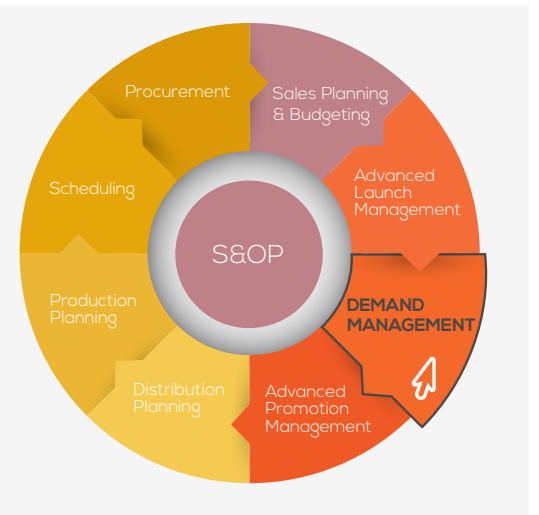 Procurement
Sales Planning
& Budgeting
Advanced
Launch
Management
Scheduling
S&OP
DEMAND
MANAGEMENT
Production
Planning
Distribution
Planning
Advanced
Promotion
Management